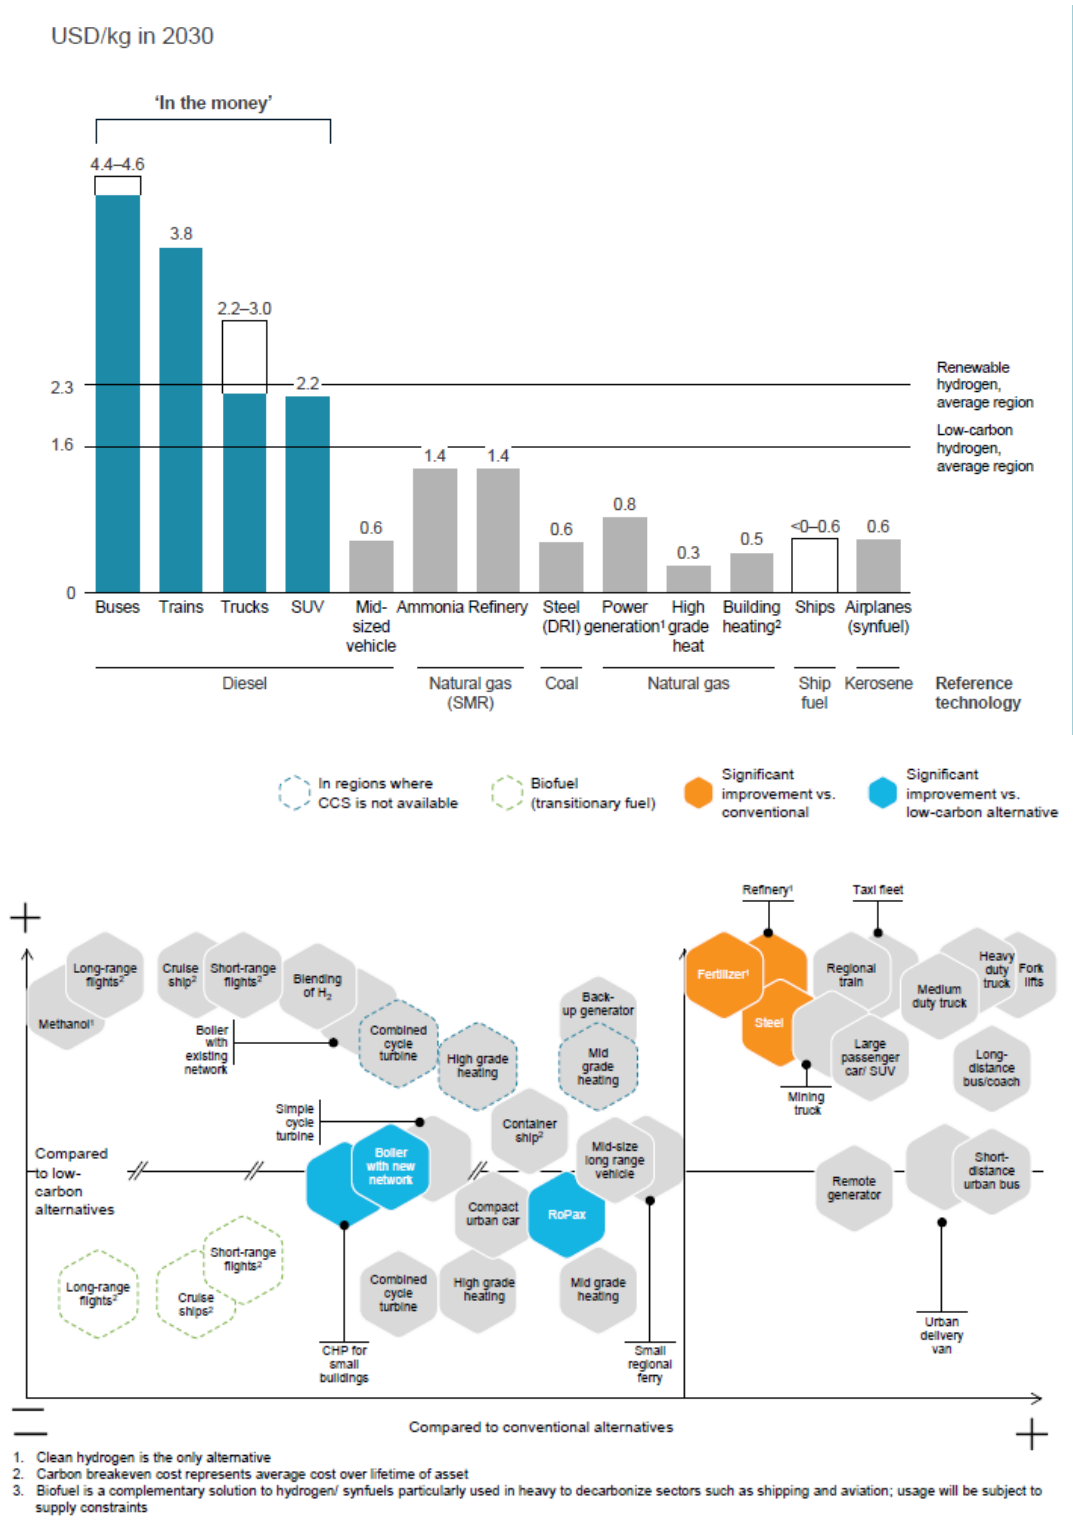 USD/kg in 2030
‘In the money’
4.4–4.6
3.8
2.2–3.0
2.2
2.3
Renewable
hydrogen,
average region
1.6
Low-carbon
hydrogen,
average region
1.4
1.4
0.6
0.6
0.8
0.3
0.5
<0–0.6
0.6
0
Buses
Trains
Trucks
SUV
Mid-
sized
vehicle
Ammonia
Refinery
Steel
(DRI)
Power
generation1
High
grade
heat
Building
heating2
Ships
Airplanes
(synfuel)
Diesel
Natural gas
(SMR)
Coal
Natural gas
Ship
fuel
Kerosene
Reference
technology
In regions where
CCS is not available
Biofuel
(transitionary fuel)
Significant
improvement vs.
conventional
Significant
improvement vs.
low-carbon alternative
Refinery1
Taxi fleet
Long-range
flights2
Cruise
ship2
Short-range
flights2
Blending
of H2
Methanol1
Boiler
with
existing
network
Combined
cycle
turbine
High grade
heating
Back-
up generator
Mid
grade
heating
Fertilizer1
Steel
Regional
train
Medium
duty truck
Heavy
duty
truck
Fork
lifts
Large
passenger
car/ SUV
Long-
distance
bus/coach
Mining
truck
Simple
cycle
turbine
Container
ship2
Compared
to low-
carbon
alternatives
Boiler
with new
network
Mid-size
long range
vehicle
Compact
urban car
RoPax
Remote
generator
Short-
distance
urban bus
Long-range
flights2
Short-range
flights2
Cruise
ships2
Combined
cycle
turbine
High grade
heating
Mid grade
heating
CHP for
small
buildings
Small
regional
ferry
Urban
delivery
van
Compared to conventional alternatives
1. Clean hydrogen is the only alternative
2. Carbon breakeven cost represents average cost over lifetime of asset
3. Biofuel is a complementary solution to hydrogen/ synfuels particularly used in heavy to decarbonize sectors such as shipping and aviation; usage will be subject to
supply constraints